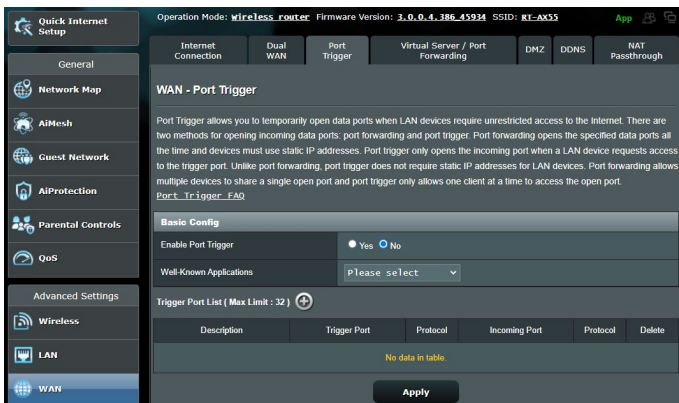 Quick Internet
Setup
General
Network Map
AiMesh
Guest Network
AiProtection
Parental Controls
QoS
Advanced Settings
Wireless
LAN
WAN
Operation Mode: Wireless router Firmware Version: 3.0.0.4.386_45934 SSID: RT-AX55
App
Internet
Connection
Dual
WAN
Port
Trigger
Virtual Server / Port
Forwarding
DMZ
DDNS
NAT
Passthrough
WAN - Port Trigger
Port Trigger allows you to temporarily open data ports when LAN devices require unrestricted access to the Internet. There are
two methods for opening incoming data ports: port forwarding and port trigger. Port forwarding opens the specified data ports all
the time and devices must use static IP addresses. Port trigger only opens the incoming port when a LAN device requests access
to the trigger port. Unlike port forwarding, port trigger does not require static IP addresses for LAN devices. Port forwarding allows
multiple devices to share a single open port and port trigger only allows one client at a time to access the open port.
Port Trigger FAQ
Basic Config
Enable Port Trigger
Yes No
Well-Known Applications
Please select
Trigger Port List ( Max Limit : 32 )
Description Trigger Port Protocol Incoming Port Protocol Delete
No data in table.
Apply